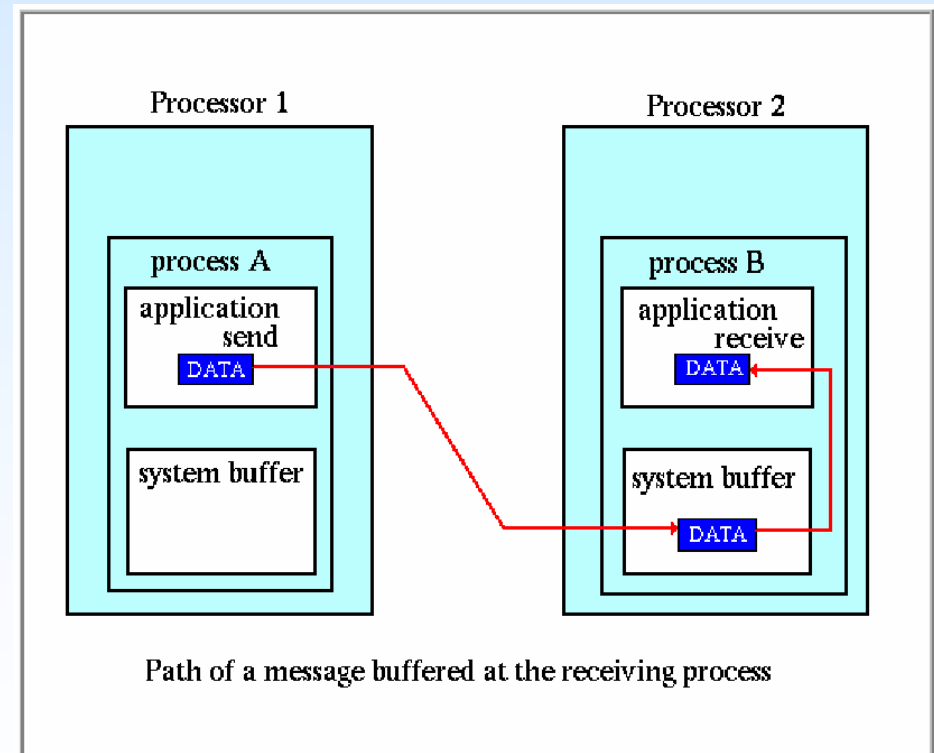 Processor 1
process A
application
send
DATA
system buffer
Processor 2
process B
application
receive
DATA
system buffer
DATA
Path of a message buffered at the receiving process